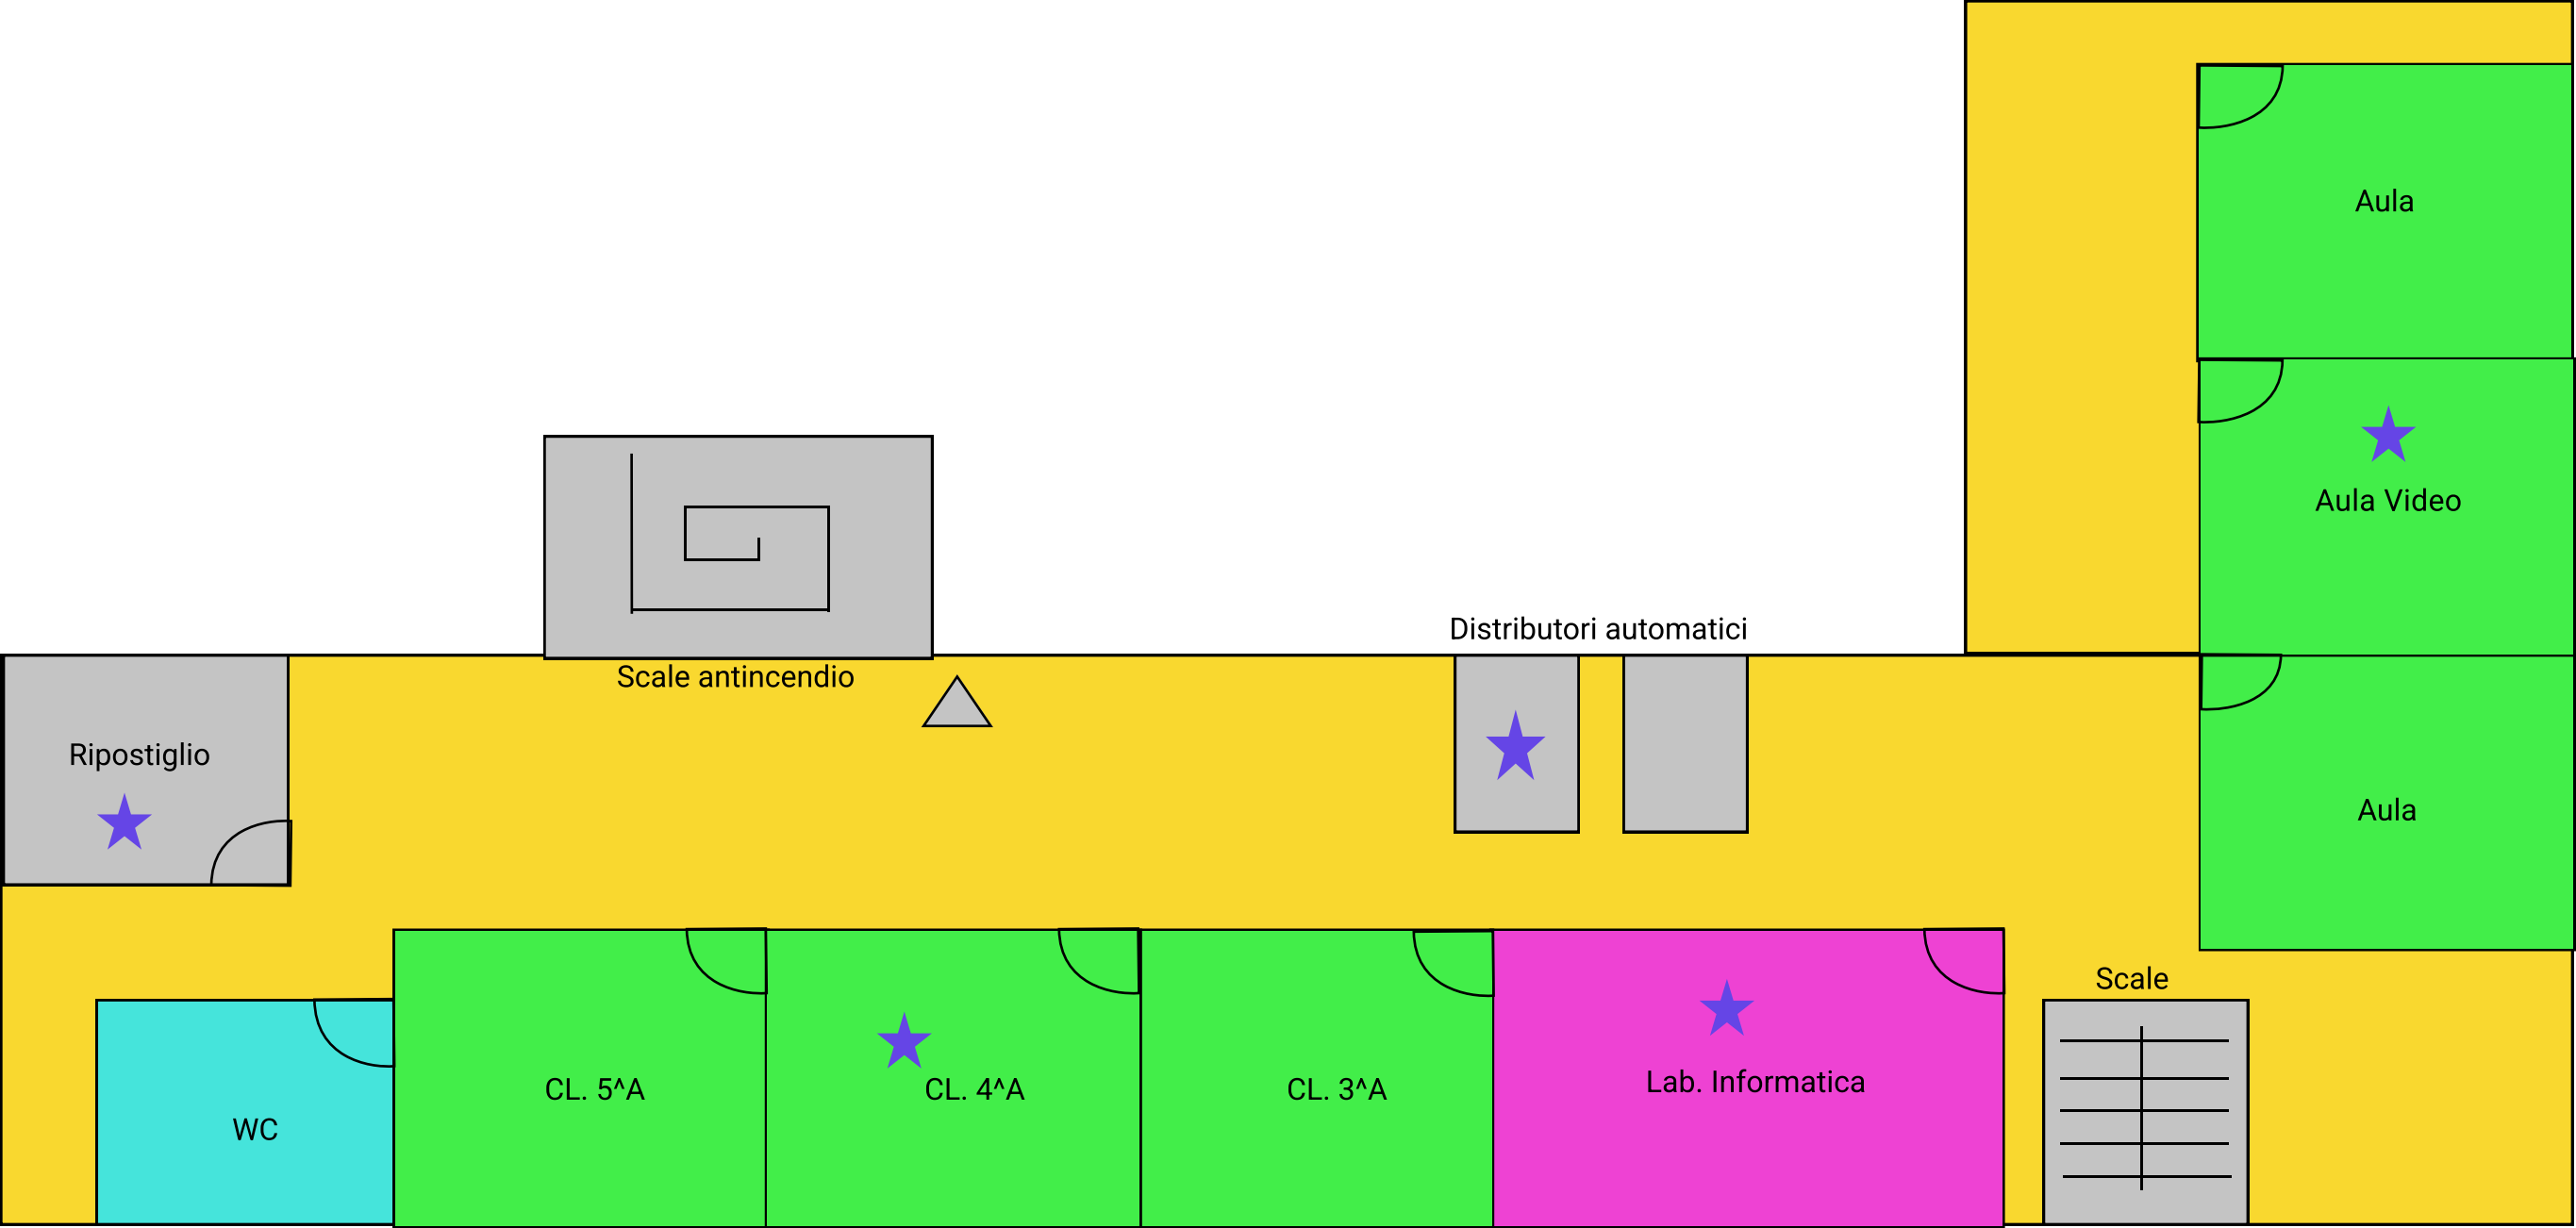 Aula
Aula Video
Distributori automatici
Scale antincendio
Ripostiglio
Aula
Scale
CL. 5^A
CL. 4^A
CL. 3^A
Lab. Informatica
WC